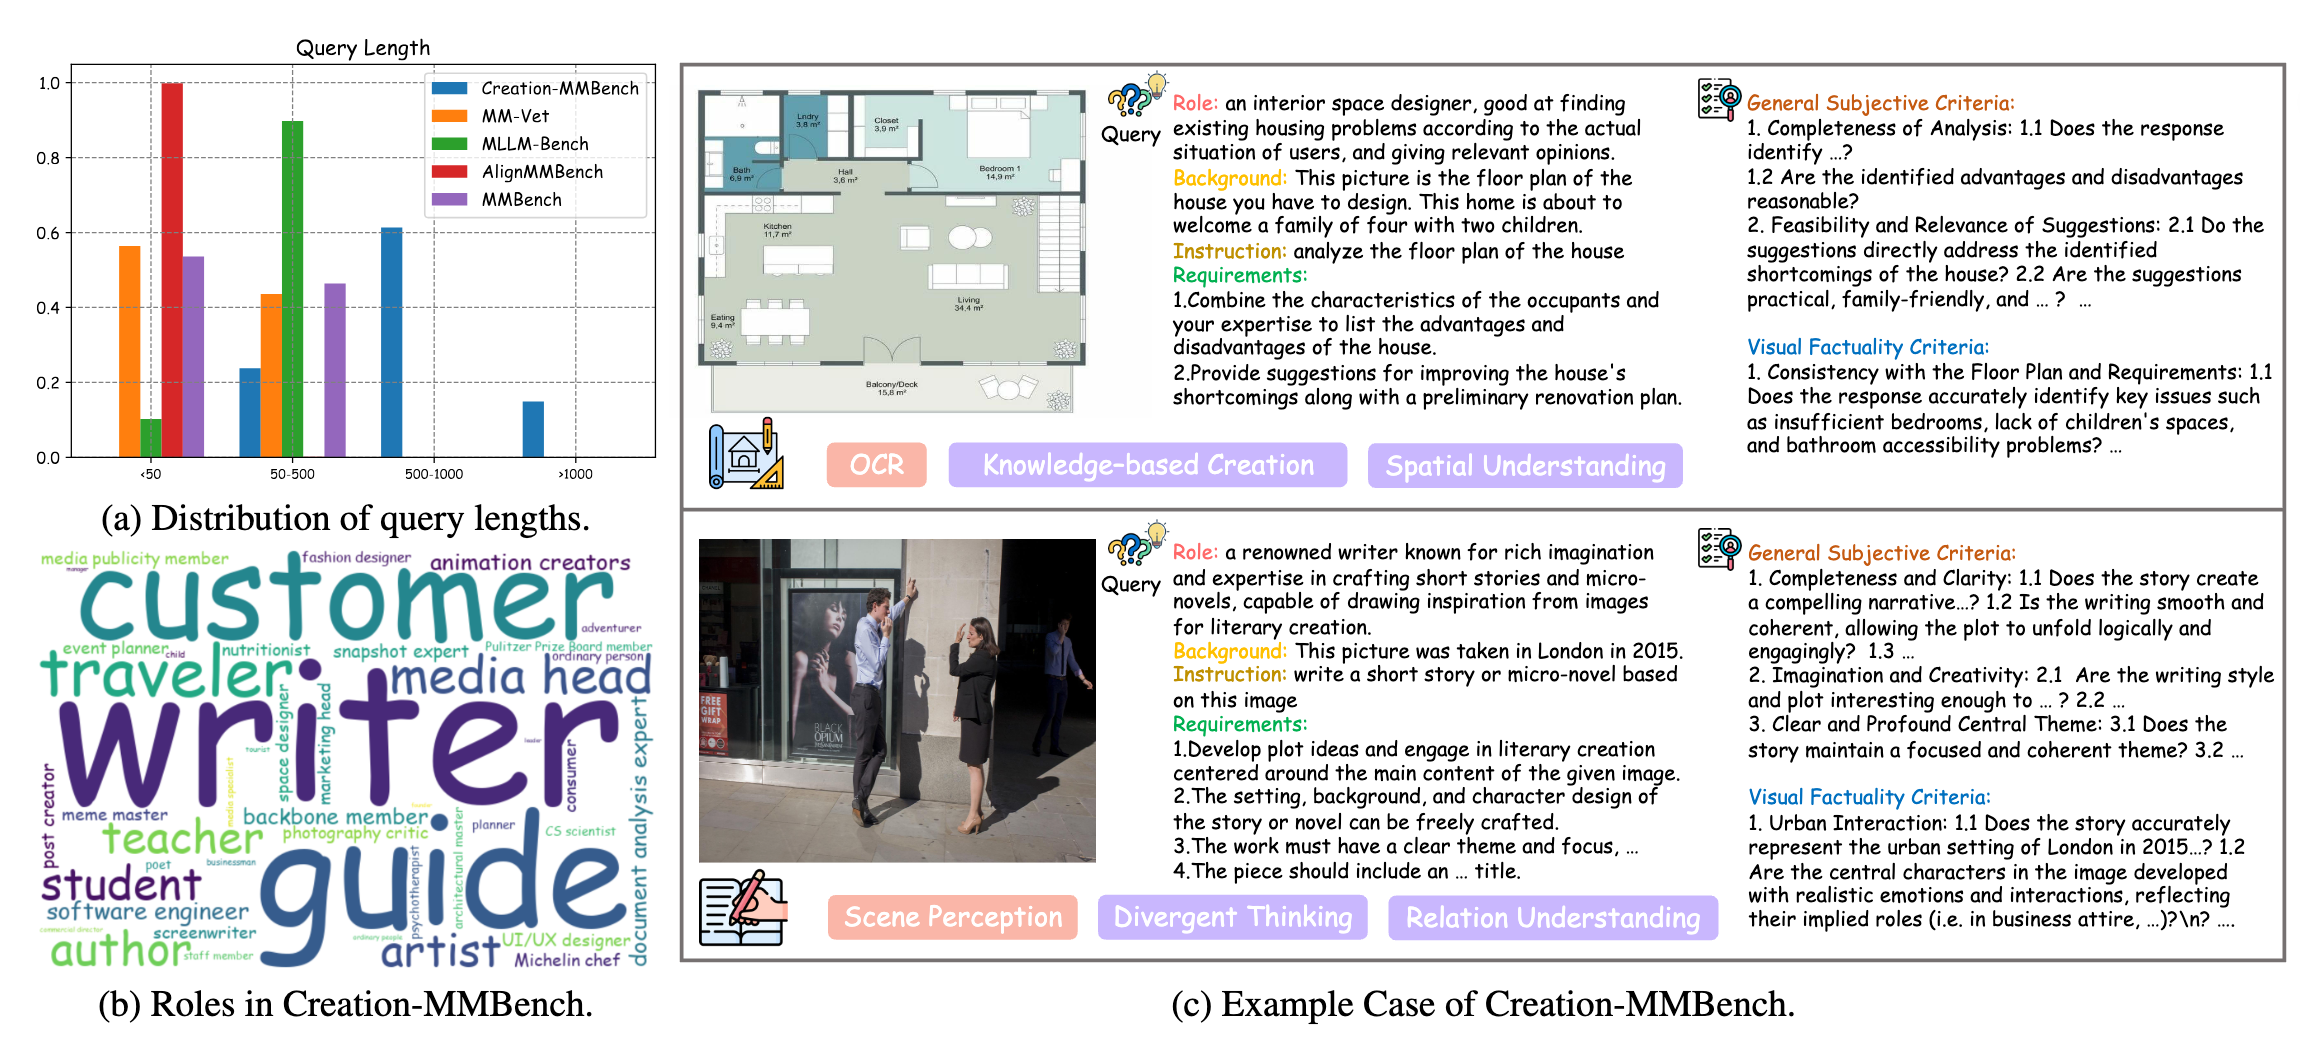 Query Length
1.0
0.8
0.6
0.4
0.2
0.0
<50
50-500
500-1000
>1000
Creation-MMBench
MM-Vet
MLLM-Bench
AlignMMBench
MMBench
(a) Distribution of query lengths.
media publicity member
manager
fashion designer
animation creators
customer
adventurer
event planner
child
nutritionist
snapshot expert
Pulitzer Prize Board member
ordinary person
traveler
media head
writer
space designer
marketing head
tourist
leader
media specialist
consumer
document analysis expert
post creator
meme master
backbone member
teacher
photography critic
planner
CS scientist
architectural master
poet
businessman
psychotherapist
guide
student
software engineer
commercial director
screenwriter
ordinary people
author
staff member
artist
UI/UX designer
Michelin chef
(b) Roles in Creation-MMBench.
Lndry
3,8 m²
Closet
3,9 m²
Bath
6,9 m²
Hall
3,6 m²
Bedroom 1
14,9 m²
Kitchen
11,7 m²
Living
34,4 m²
Eating
9,4 m²
Balcony/Deck
15,8 m²
Query
Role: an interior space designer, good at finding
existing housing problems according to the actual
situation of users, and giving relevant opinions.
Background: This picture is the floor plan of the
house you have to design. This home is about to
welcome a family of four with two children.
Instruction: analyze the floor plan of the house
Requirements:
1.Combine the characteristics of the occupants and
your expertise to list the advantages and
disadvantages of the house.
2.Provide suggestions for improving the house's
shortcomings along with a preliminary renovation plan.
OCR
Knowledge-based Creation
Spatial Understanding
General Subjective Criteria:
1. Completeness of Analysis: 1.1 Does the response
identify ...?
1.2 Are the identified advantages and disadvantages
reasonable?
2. Feasibility and Relevance of Suggestions: 2.1 Do the
suggestions directly address the identified
shortcomings of the house? 2.2 Are the suggestions
practical, family-friendly, and ... ?  ...
Visual Factuality Criteria:
1. Consistency with the Floor Plan and Requirements: 1.1
Does the response accurately identify key issues such
as insufficient bedrooms, lack of children's spaces,
and bathroom accessibility problems? ...
FREE
GIFT
WRAP
BLACK
OPIUM
Query
Role: a renowned writer known for rich imagination
and expertise in crafting short stories and micro-
novels, capable of drawing inspiration from images
for literary creation.
Background: This picture was taken in London in 2015.
Instruction: write a short story or micro-novel based
on this image
Requirements:
1.Develop plot ideas and engage in literary creation
centered around the main content of the given image.
2.The setting, background, and character design of
the story or novel can be freely crafted.
3.The work must have a clear theme and focus, ...
4.The piece should include an ... title.
Scene Perception
Divergent Thinking
Relation Understanding
General Subjective Criteria:
1. Completeness and Clarity: 1.1 Does the story create
a compelling narrative...? 1.2 Is the writing smooth and
coherent, allowing the plot to unfold logically and
engagingly?  1.3 ...
2. Imagination and Creativity: 2.1  Are the writing style
and plot interesting enough to ... ? 2.2 ...
3. Clear and Profound Central Theme: 3.1 Does the
story maintain a focused and coherent theme? 3.2 ...
Visual Factuality Criteria:
1. Urban Interaction: 1.1 Does the story accurately
represent the urban setting of London in 2015...? 1.2
Are the central characters in the image developed
with realistic emotions and interactions, reflecting
their implied roles (i.e. in business attire, ...)?\n? ....
(c) Example Case of Creation-MMBench.